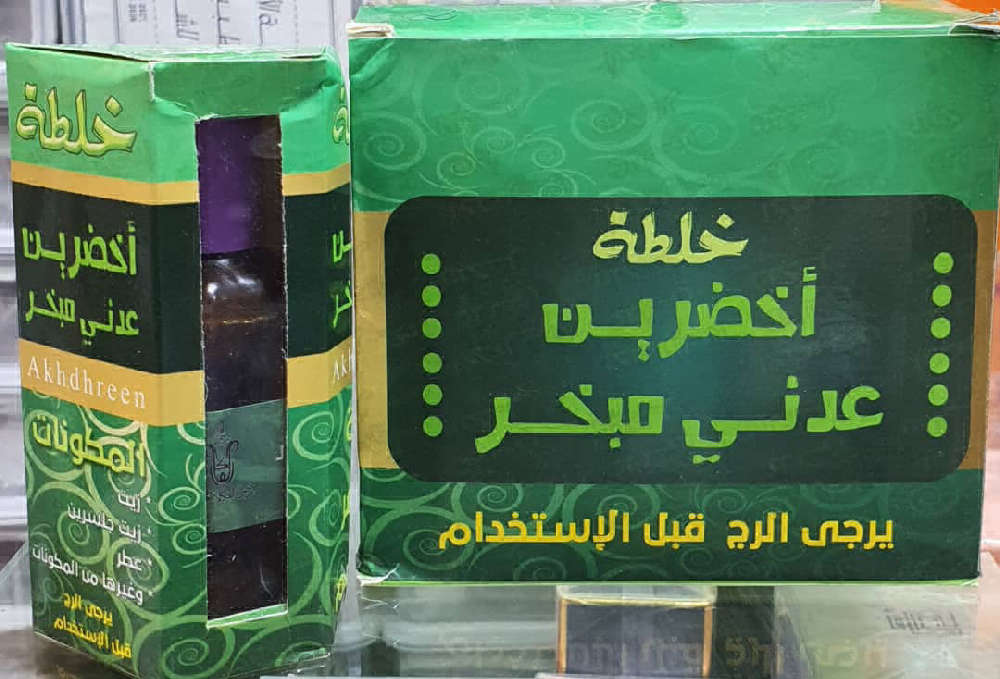 خلطة
أخضرين
عدني مبخر
Akhdhreen
المكونات
• زيت
• زيت جلسرين
• عطر
• وغيرها من المكونات
يرجى الرج
قبل الإستخدام
خلطة
أخضرين
عدني مبخر
يرجى الرج قبل الإستخدام